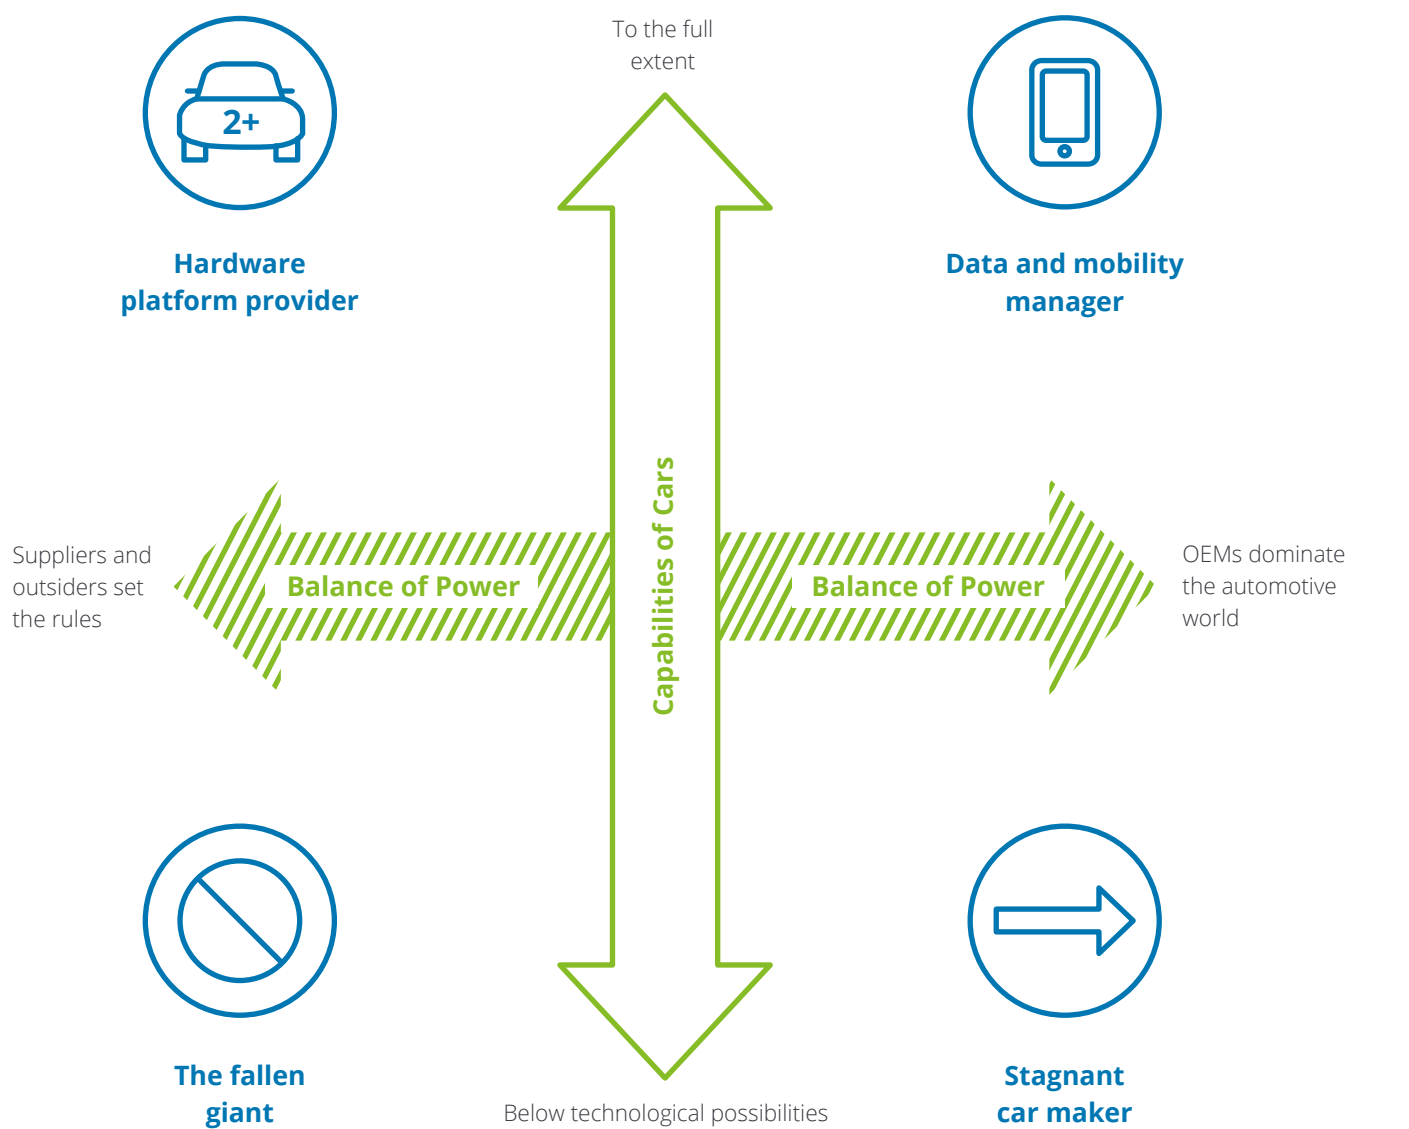 To the full
extent
2+
Hardware
platform provider
Data and mobility
manager
Capabilities of Cars
Suppliers and
outsiders set
the rules
Balance of Power
Balance of Power
OEMs dominate
the automotive
world
The fallen
giant
Below technological possibilities
Stagnant
car maker